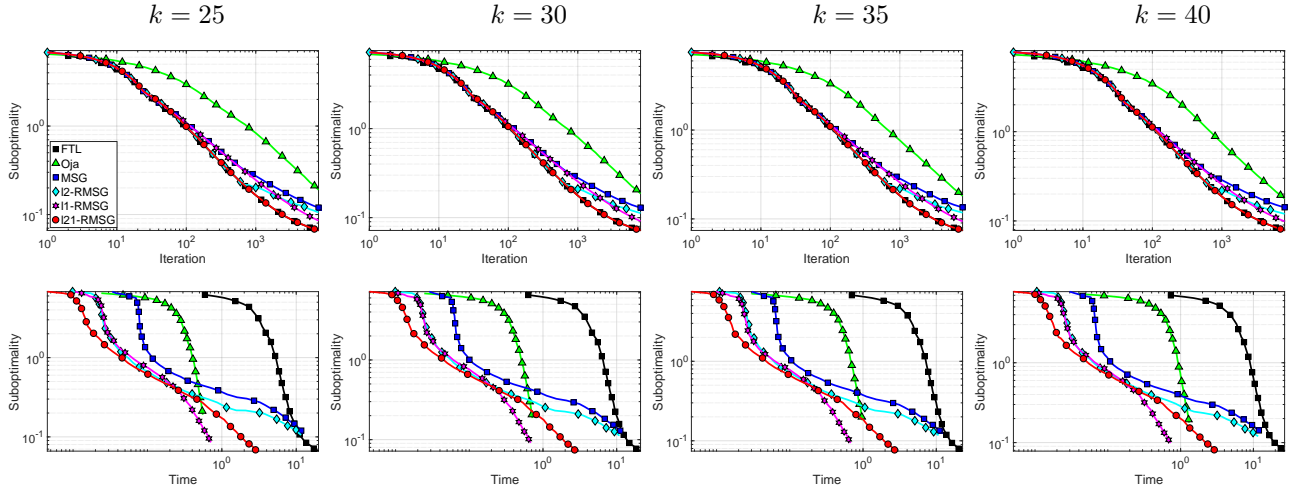 k = 25
k = 30
k = 35
k = 40
Suboptimality
10^0
10^-1
FTL
Oja
MSG
l2-RMSG
l1-RMSG
l21-RMSG
10^0 10^1 10^2 10^3
Iteration
Suboptimality
10^0
10^-1
10^0 10^1 10^2 10^3
Iteration
Suboptimality
10^0
10^-1
10^0 10^1 10^2 10^3
Iteration
Suboptimality
10^0
10^-1
10^0 10^1 10^2 10^3
Iteration
Suboptimality
10^0
10^-1
10^0 10^1
Time
Suboptimality
10^0
10^-1
10^0 10^1
Time
Suboptimality
10^0
10^-1
10^0 10^1
Time
Suboptimality
10^0
10^-1
10^0 10^1
Time